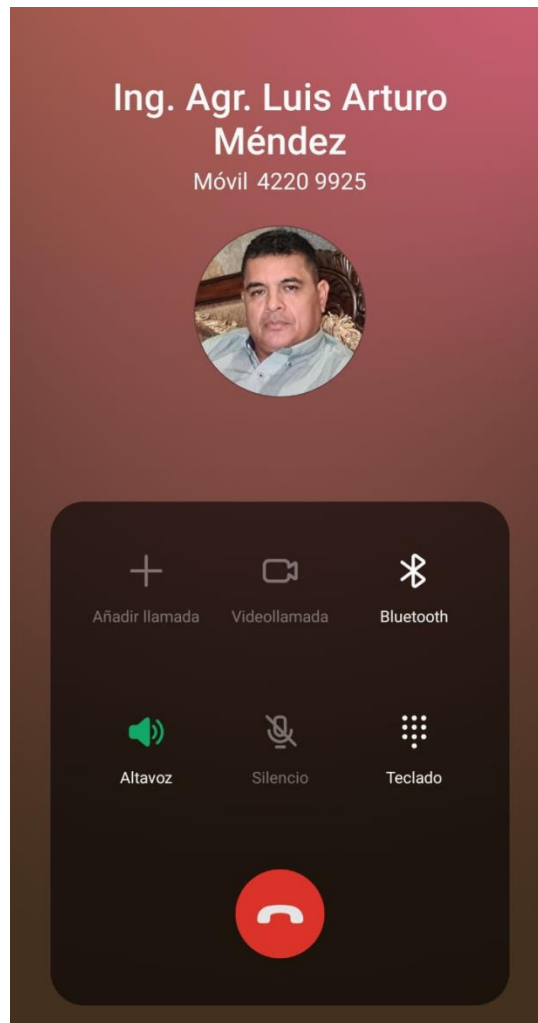 Ing. Agr. Luis Arturo
Méndez
Móvil 4220 9925
Añadir llamada Videollamada Bluetooth
Altavoz Silencio Teclado